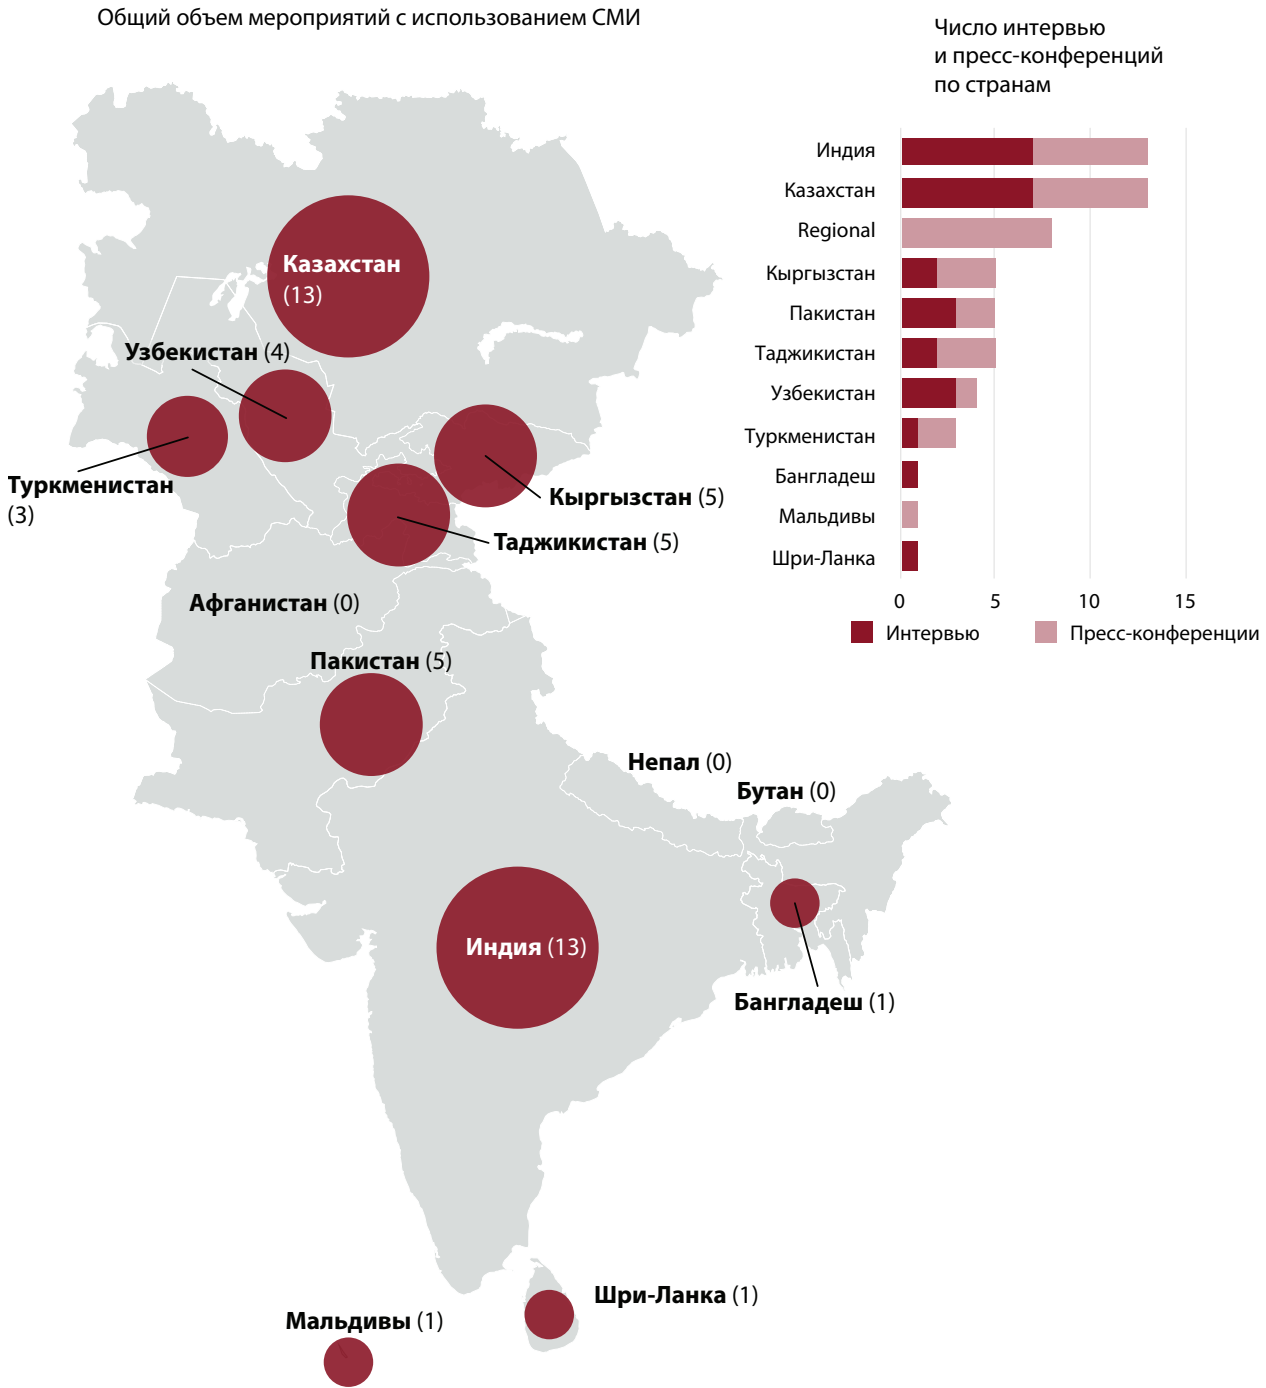 Общий объем мероприятий с использованием СМИ
Казахстан
(13)
Узбекистан (4)
Туркменистан
(3)
Кыргызстан (5)
Таджикистан (5)
Афганистан (0)
Пакистан (5)
Непал (0)
Бутан (0)
Индия (13)
Бангладеш (1)
Шри-Ланка (1)
Мальдивы (1)
Число интервью
и пресс-конференций
по странам
Индия
Казахстан
Regional
Кыргызстан
Пакистан
Таджикистан
Узбекистан
Туркменистан
Бангладеш
Мальдивы
Шри-Ланка
0 5 10 15
Интервью Пресс-конференции